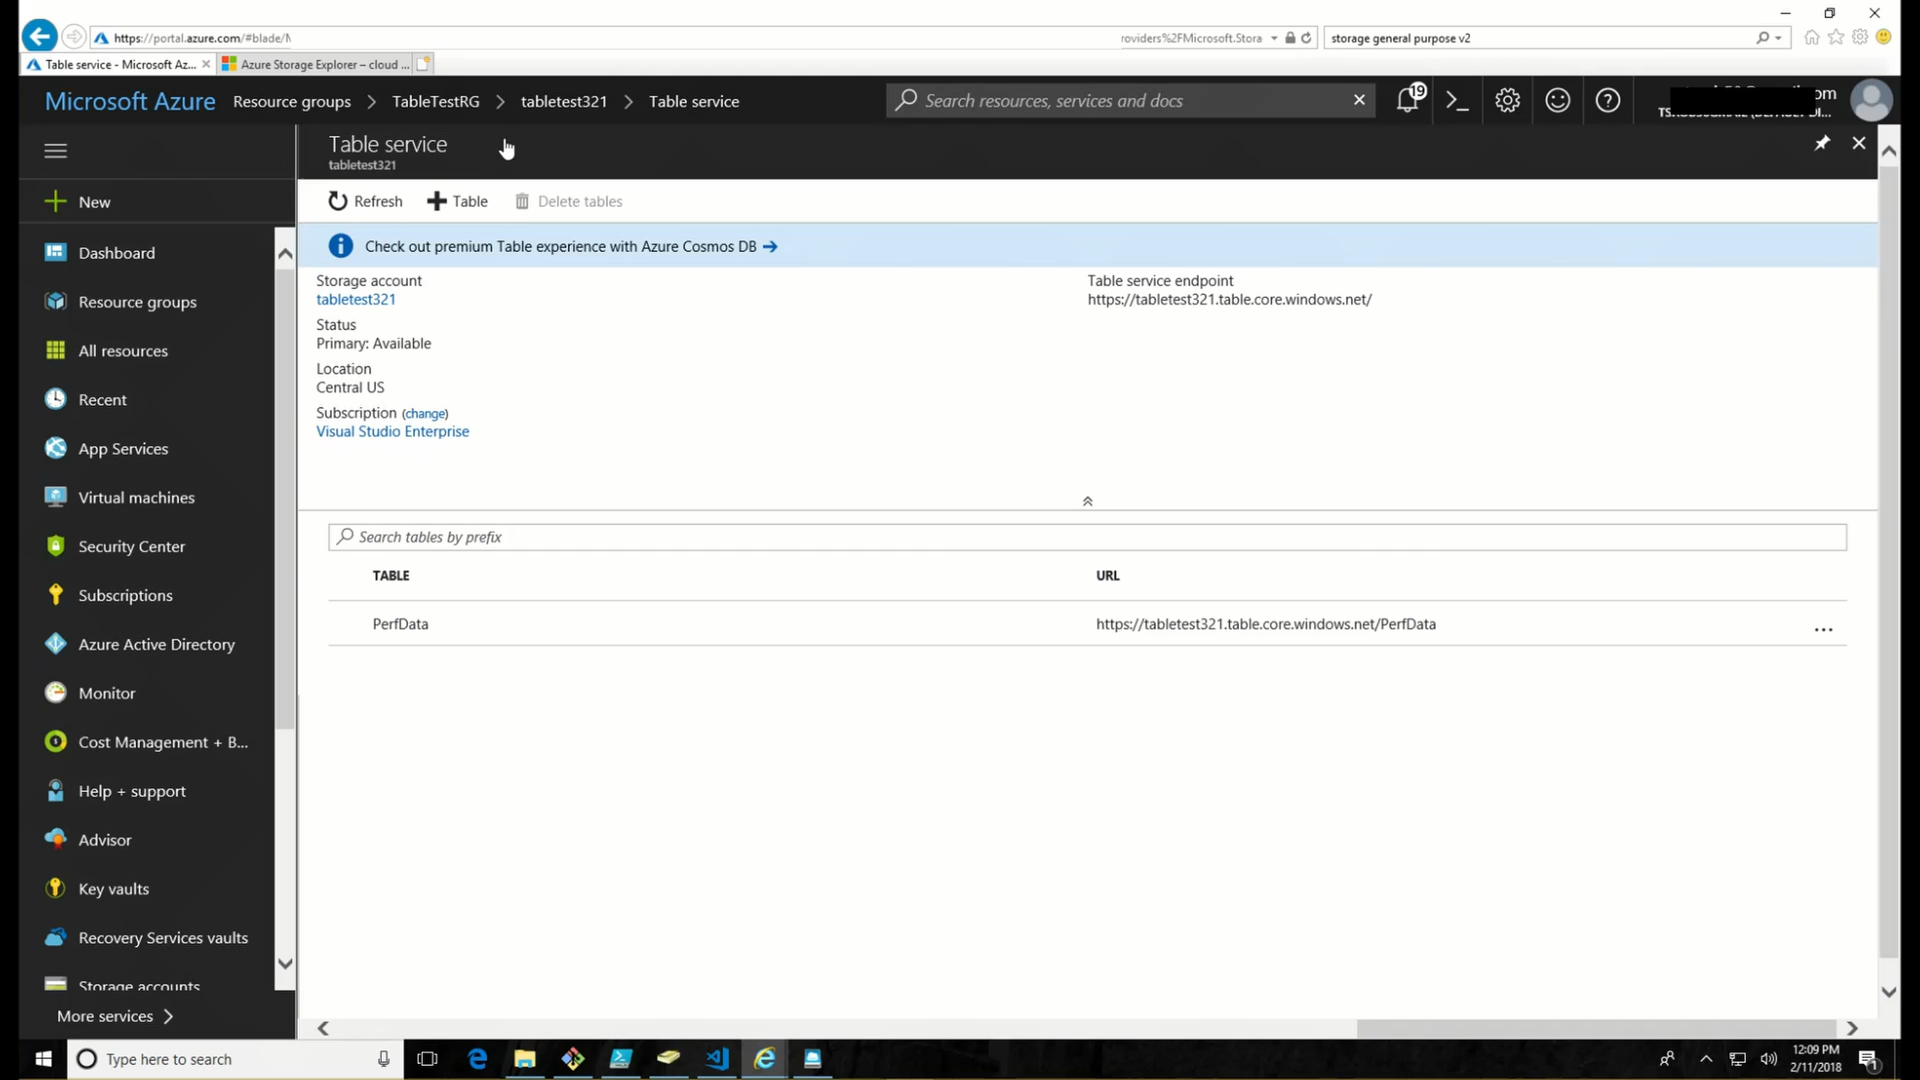 https://portal.azure.com/#blade/
roviders%2FMicrosoft.Stora
storage general purpose v2
Table service - Microsoft Az...
Azure Storage Explorer – cloud ...
Microsoft Azure
Resource groups > TableTestRG > tabletest321 > Table service
Search resources, services and docs
19
om
Table service
tabletest321
New
Refresh
Table
Delete tables
Check out premium Table experience with Azure Cosmos DB
Storage account
tabletest321
Status
Primary: Available
Location
Central US
Subscription (change)
Visual Studio Enterprise
Table service endpoint
https://tabletest321.table.core.windows.net/
Search tables by prefix
TABLE
URL
PerfData
https://tabletest321.table.core.windows.net/PerfData
...
Dashboard
Resource groups
All resources
Recent
App Services
Virtual machines
Security Center
Subscriptions
Azure Active Directory
Monitor
Cost Management + B...
Help + support
Advisor
Key vaults
Recovery Services vaults
Storage accounts
More services
Type here to search
12:09 PM
2/11/2018
1